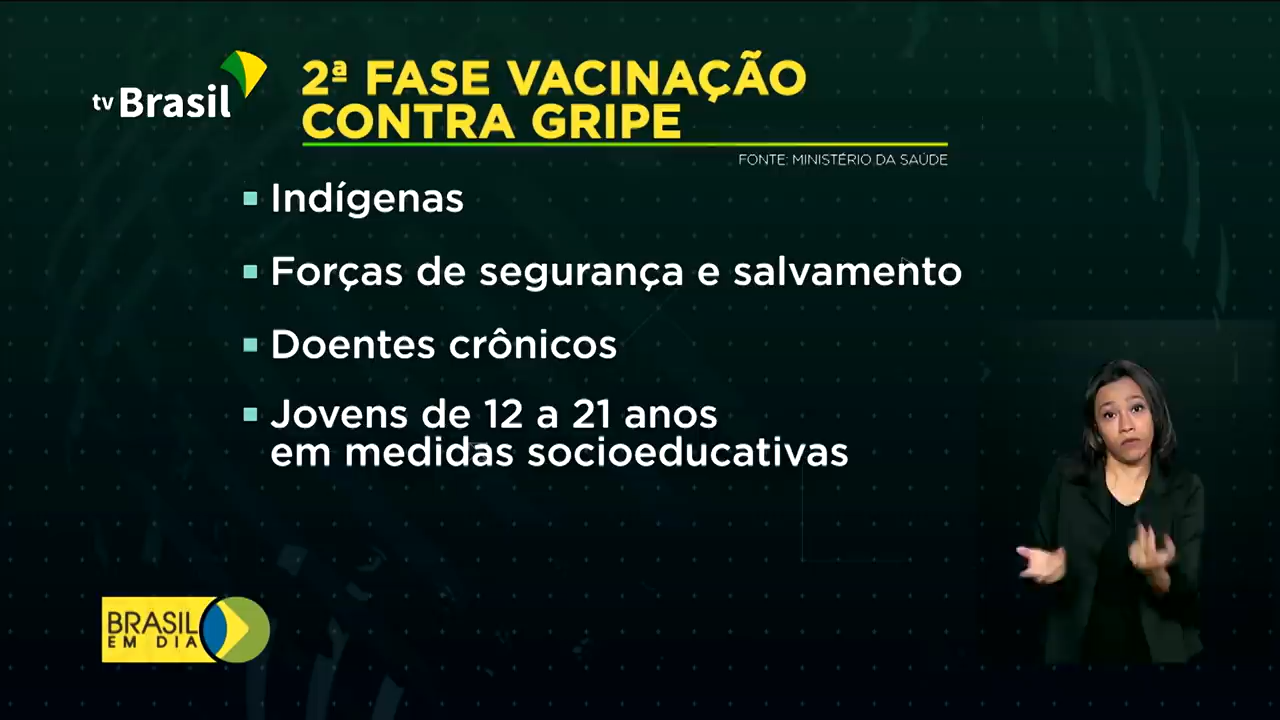 tv Brasil
2ª FASE VACINAÇÃO
CONTRA GRIPE
FONTE: MINISTÉRIO DA SAÚDE
Indígenas
Forças de segurança e salvamento
Doentes crônicos
Jovens de 12 a 21 anos
em medidas socioeducativas
BRASIL
EM DIA